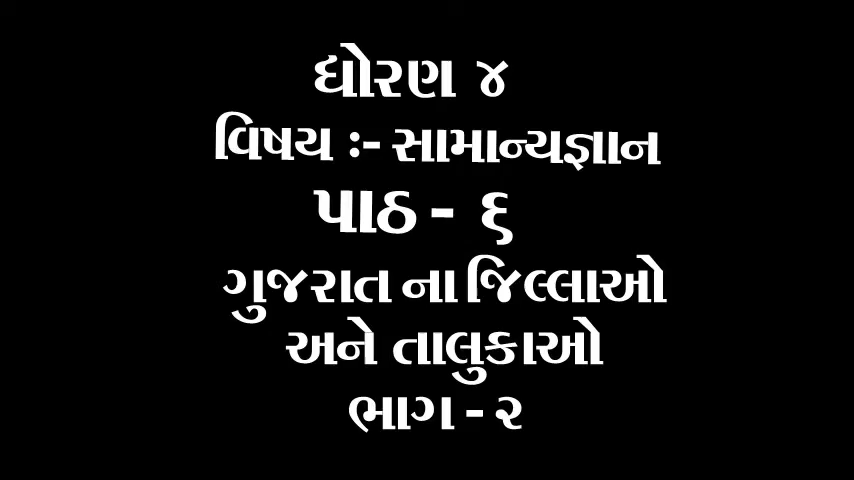 ધોરણ ૪
વિષય ઃ- સામાન્યજ્ઞાન
પાઠ - ૬
ગુજરાત ના જિલ્લાઓ
અને તાલુકાઓ
ભાગ - ૨